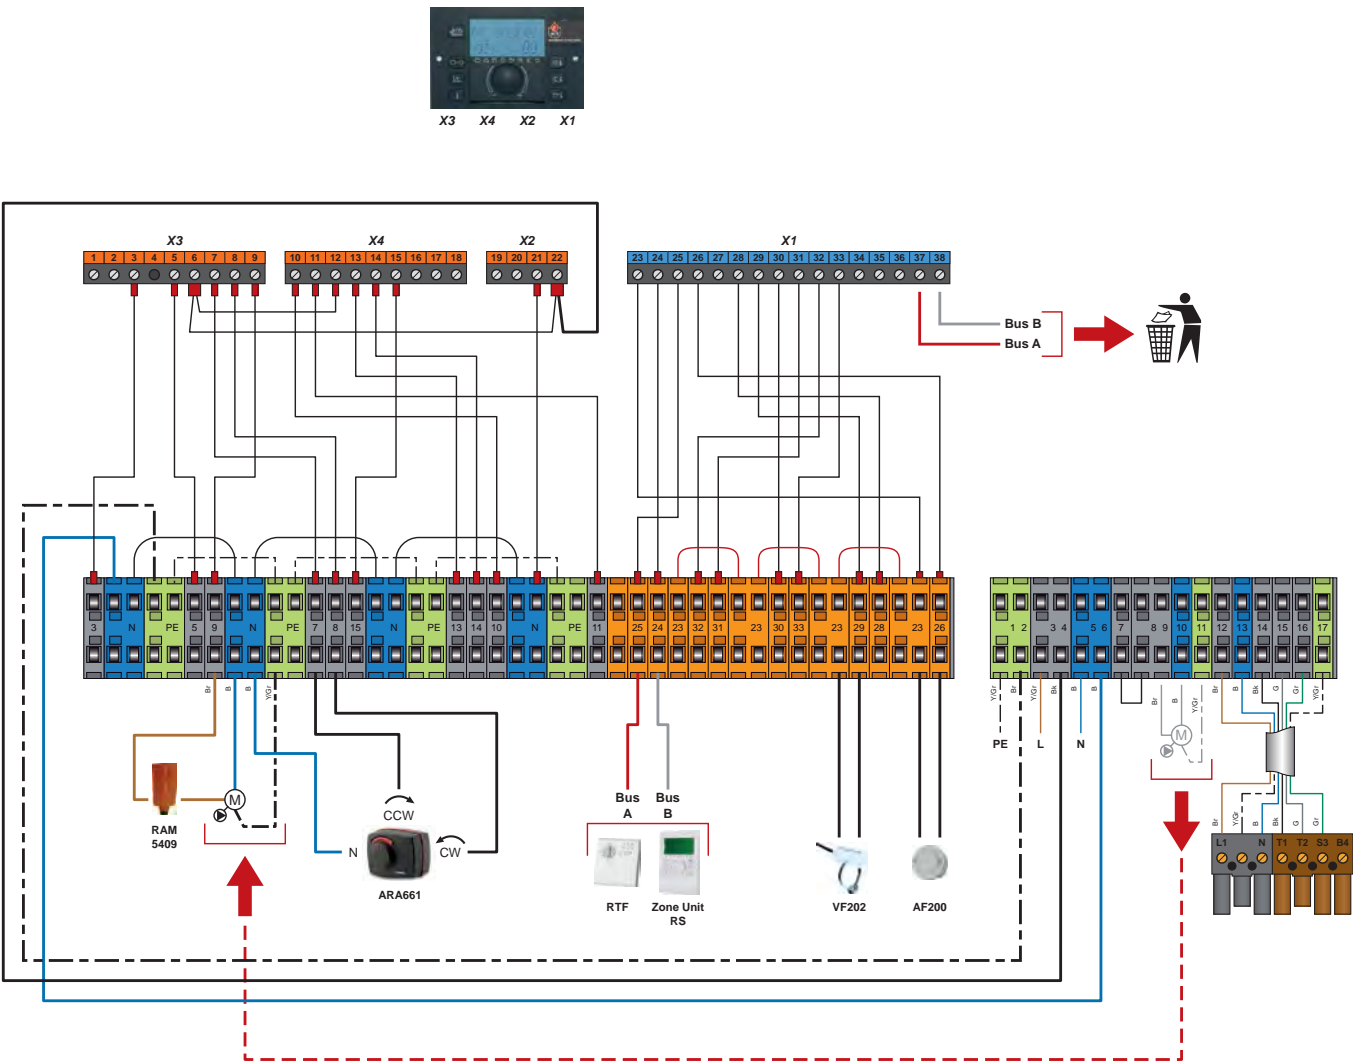 X3 X4 X2 X1
X3 X4 X2 X1
1 2 3 4 5 6 7 8 9 10 11 12 13 14 15 16 17 18 19 20 21 22 23 24 25 26 27 28 29 30 31 32 33 34 35 36 37 38
Bus B
Bus A
3 N PE 5 9 N PE 7 8 15 N PE 13 14 10 N PE 11 25 24 23 32 31 23 30 33 23 29 28 23 26 1 2 3 4 5 6 7 8 9 10 11 12 13 14 15 16 17
Br B B Y/Gr Y/Gr Br Y/Gr Bk B B Br B Y/Gr Br B Bk G Gr Y/Gr
PE L N M
Bus A
Bus B
M
RAM
5409
CCW
N CW
ARA661
RTF
Zone Unit
RS
VF202
AF200
Br Y/Gr B Bk G Gr
L1 N T1 T2 S3 B4